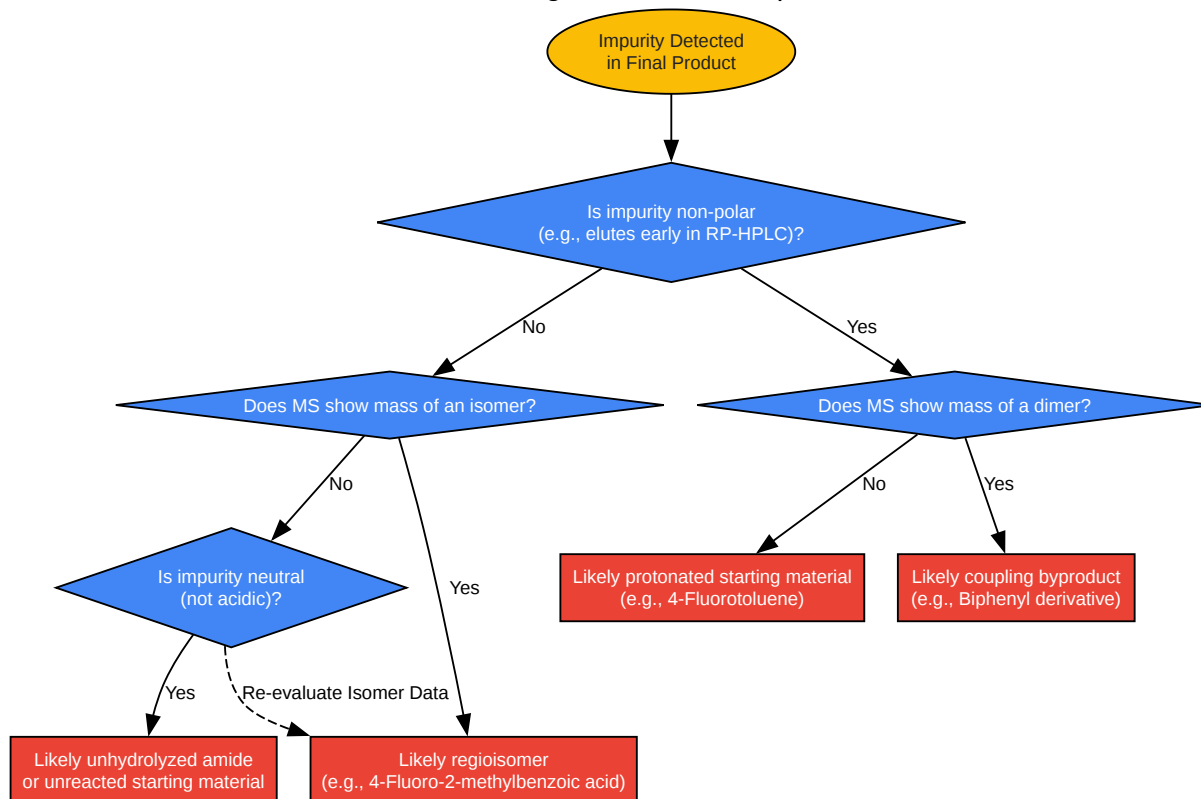 Impurity Detected
in Final Product
Is impurity non-polar
(e.g., elutes early in RP-HPLC)?
No
Yes
Does MS show mass of an isomer?
Does MS show mass of a dimer?
No
Yes
No
Yes
Is impurity neutral
(not acidic)?
Likely protonated starting material
(e.g., 4-Fluorotoluene)
Likely coupling byproduct
(e.g., Biphenyl derivative)
Yes
Re-evaluate Isomer Data
Likely unhydrolyzed amide
or unreacted starting material
Likely regioisomer
(e.g., 4-Fluoro-2-methylbenzoic acid)